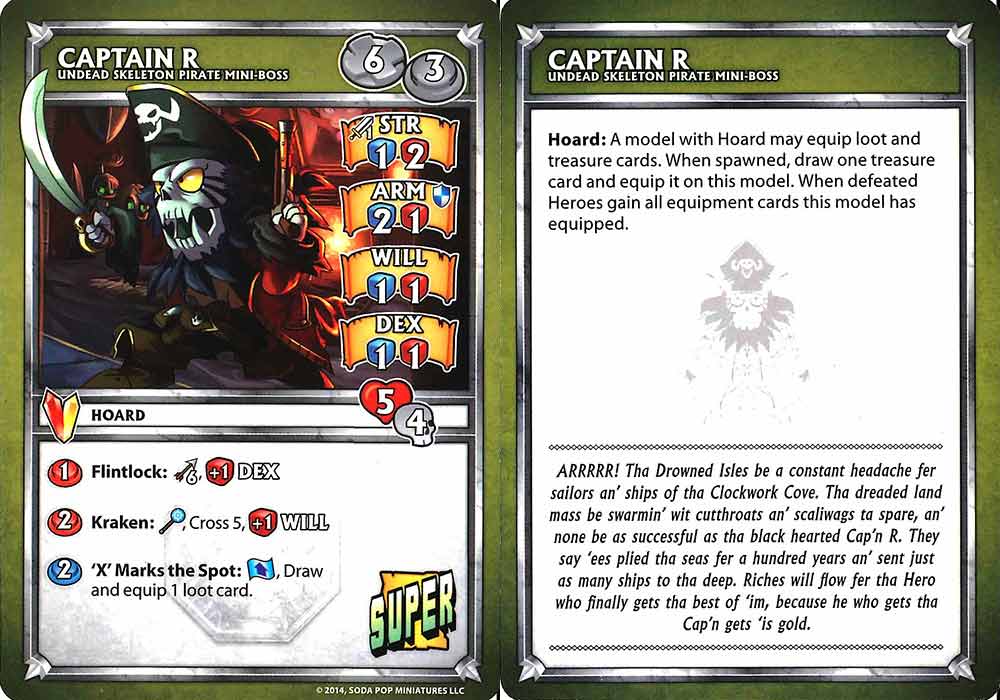 CAPTAIN R
UNDEAD SKELETON PIRATE MINI-BOSS
6
3
STR
1 2
ARM
2 1
WILL
1 1
DEX
1 1
HOARD
5
4
1 Flintlock: 6, +1 DEX
2 Kraken: , Cross 5, +1 WILL
2 ‘X’ Marks the Spot: , Draw
and equip 1 loot card.
SUPER
© 2014, SODA POP MINIATURES LLC
CAPTAIN R
UNDEAD SKELETON PIRATE MINI-BOSS
Hoard: A model with Hoard may equip loot and
treasure cards. When spawned, draw one treasure
card and equip it on this model. When defeated
Heroes gain all equipment cards this model has
equipped.
ARRRRR! Tha Drowned Isles be a constant headache fer
sailors an’ ships of tha Clockwork Cove. Tha dreaded land
mass be swarmin’ wit cutthroats an’ scaliwags ta spare, an’
none be as successful as tha black hearted Cap’n R. They
say ‘ees plied tha seas fer a hundred years an’ sent just
as many ships to tha deep. Riches will flow fer tha Hero
who finally gets tha best of ‘im, because he who gets tha
Cap’n gets ‘is gold.